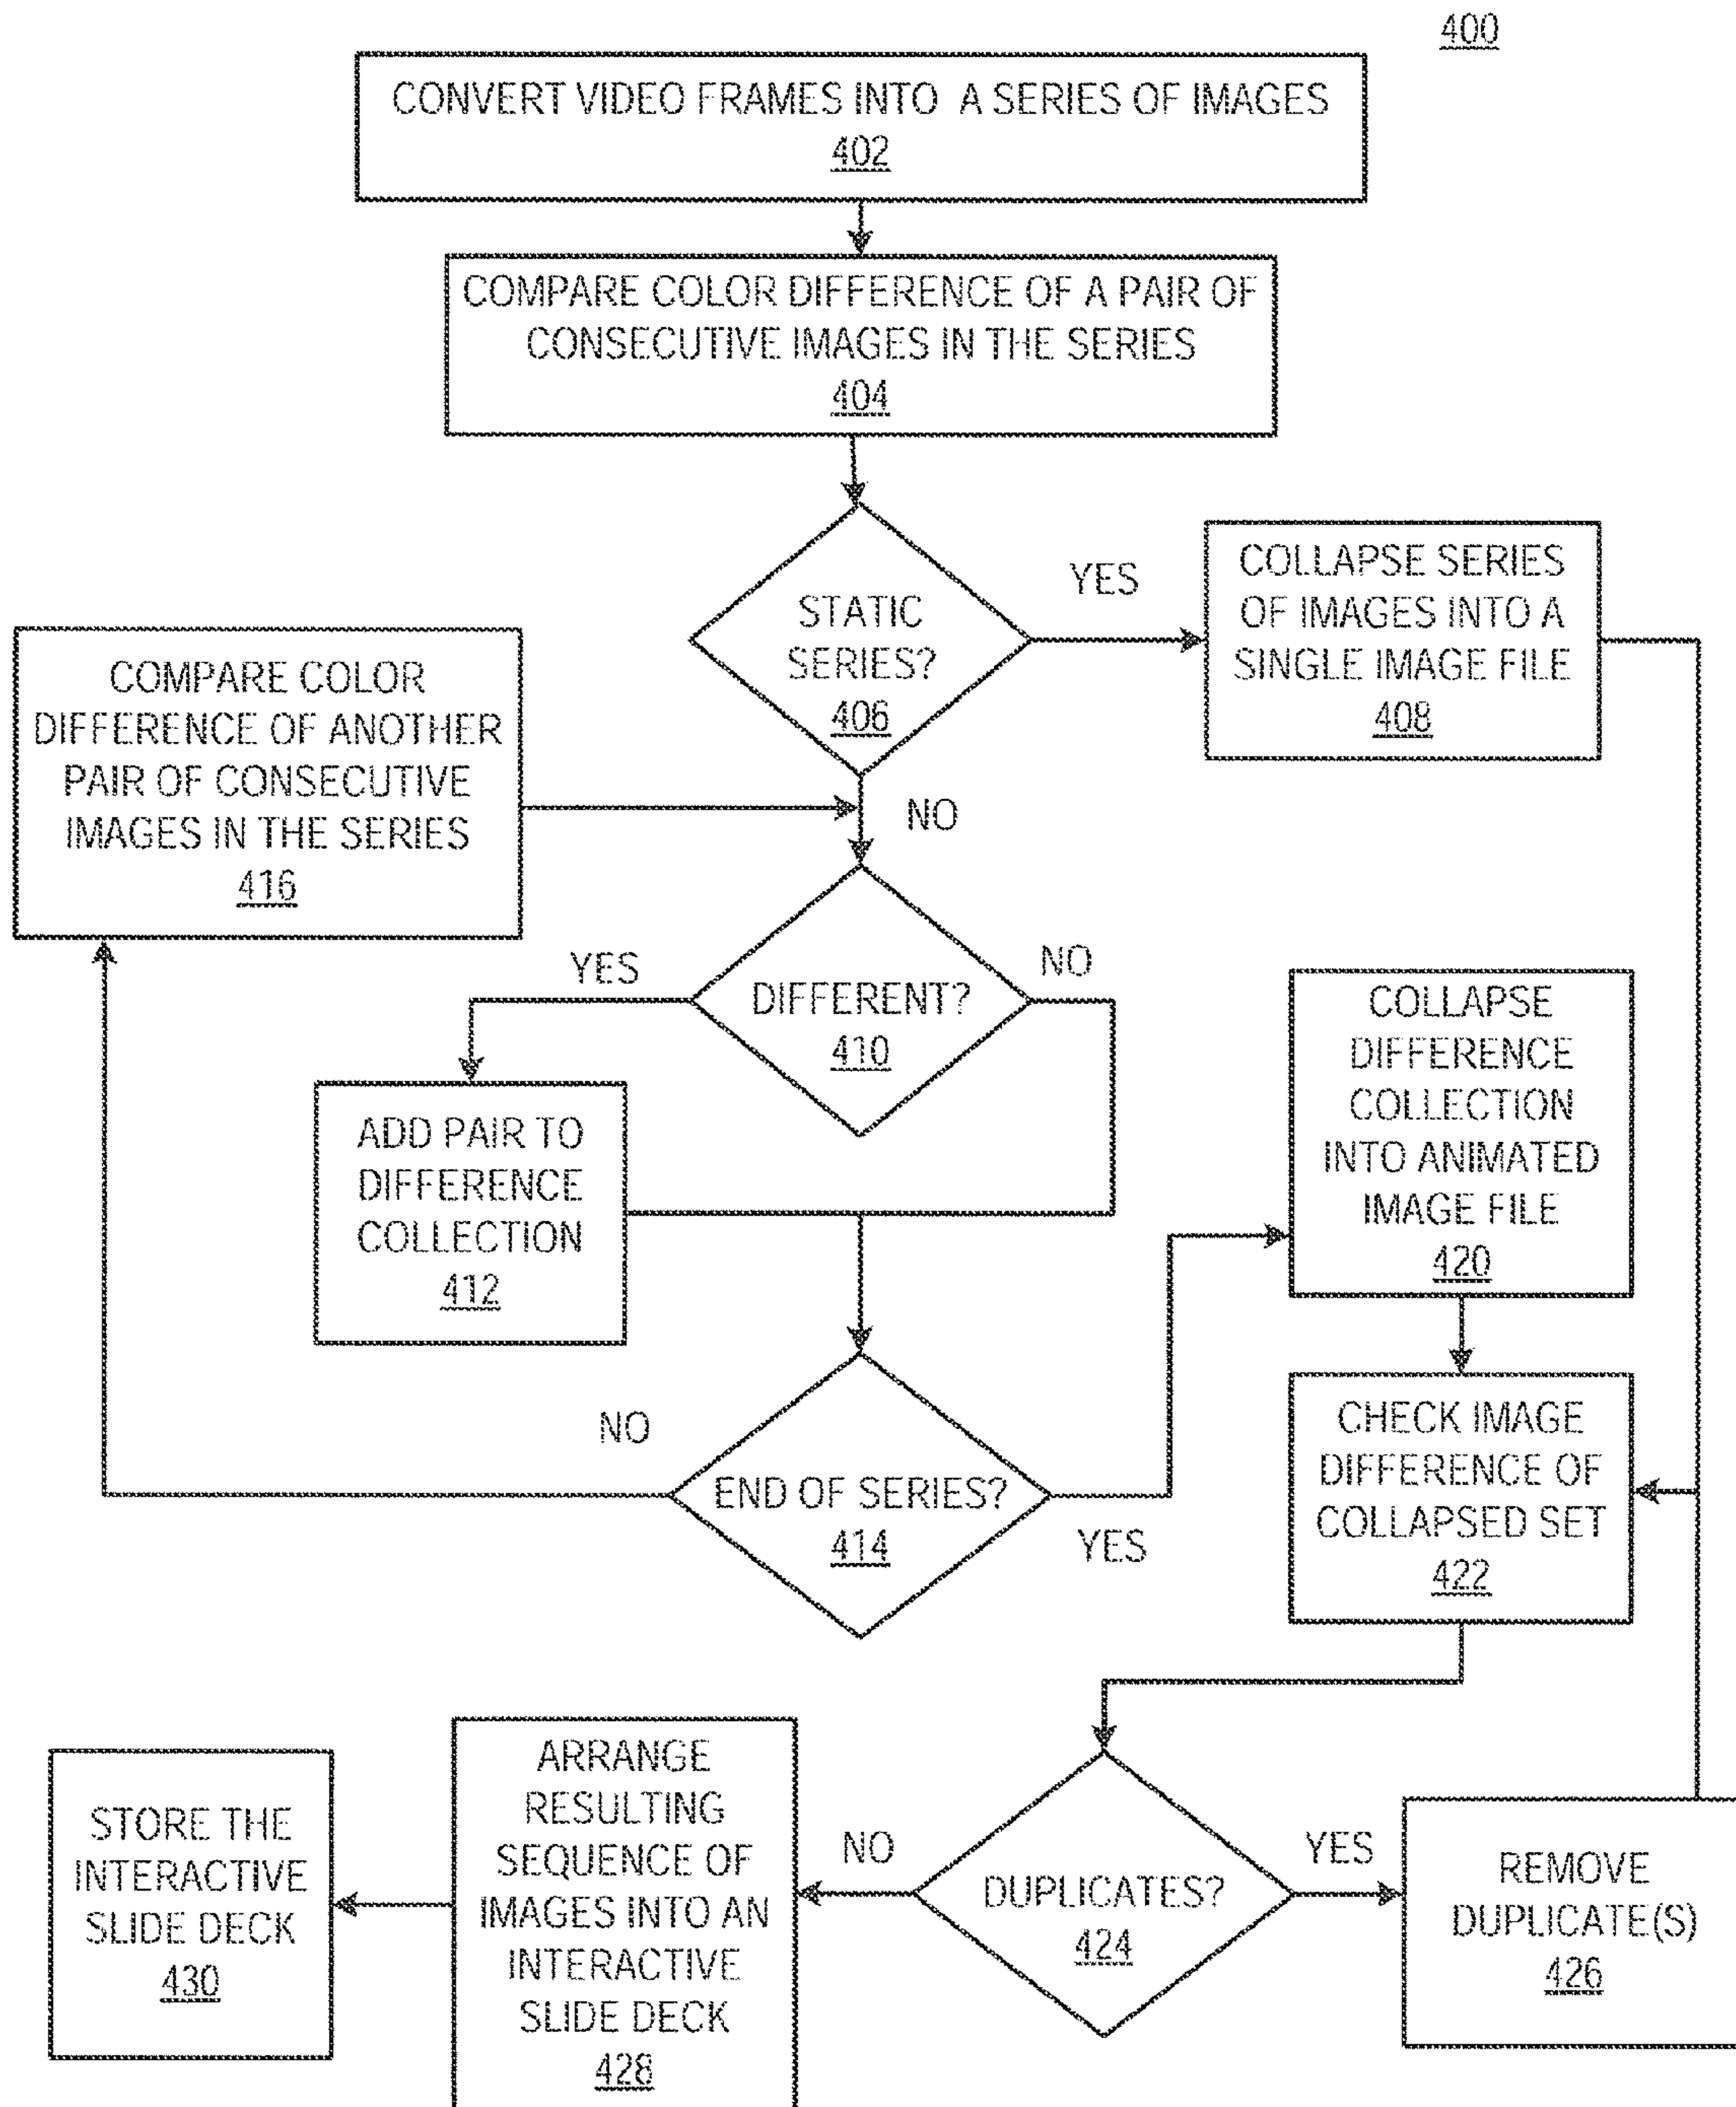 400
CONVERT VIDEO FRAMES INTO A SERIES OF IMAGES
402
COMPARE COLOR DIFFERENCE OF A PAIR OF
CONSECUTIVE IMAGES IN THE SERIES
404
STATIC
SERIES?
406
YES
COLLAPSE SERIES
OF IMAGES INTO A
SINGLE IMAGE FILE
408
COMPARE COLOR
DIFFERENCE OF ANOTHER
PAIR OF CONSECUTIVE
IMAGES IN THE SERIES
416
NO
DIFFERENT?
410
YES
NO
ADD PAIR TO
DIFFERENCE
COLLECTION
412
COLLAPSE
DIFFERENCE
COLLECTION
INTO ANIMATED
IMAGE FILE
420
END OF SERIES?
414
NO
YES
CHECK IMAGE
DIFFERENCE OF
COLLAPSED SET
422
DUPLICATES?
424
NO
YES
REMOVE
DUPLICATE(S)
426
ARRANGE
RESULTING
SEQUENCE OF
IMAGES INTO AN
INTERACTIVE
SLIDE DECK
428
STORE THE
INTERACTIVE
SLIDE DECK
430